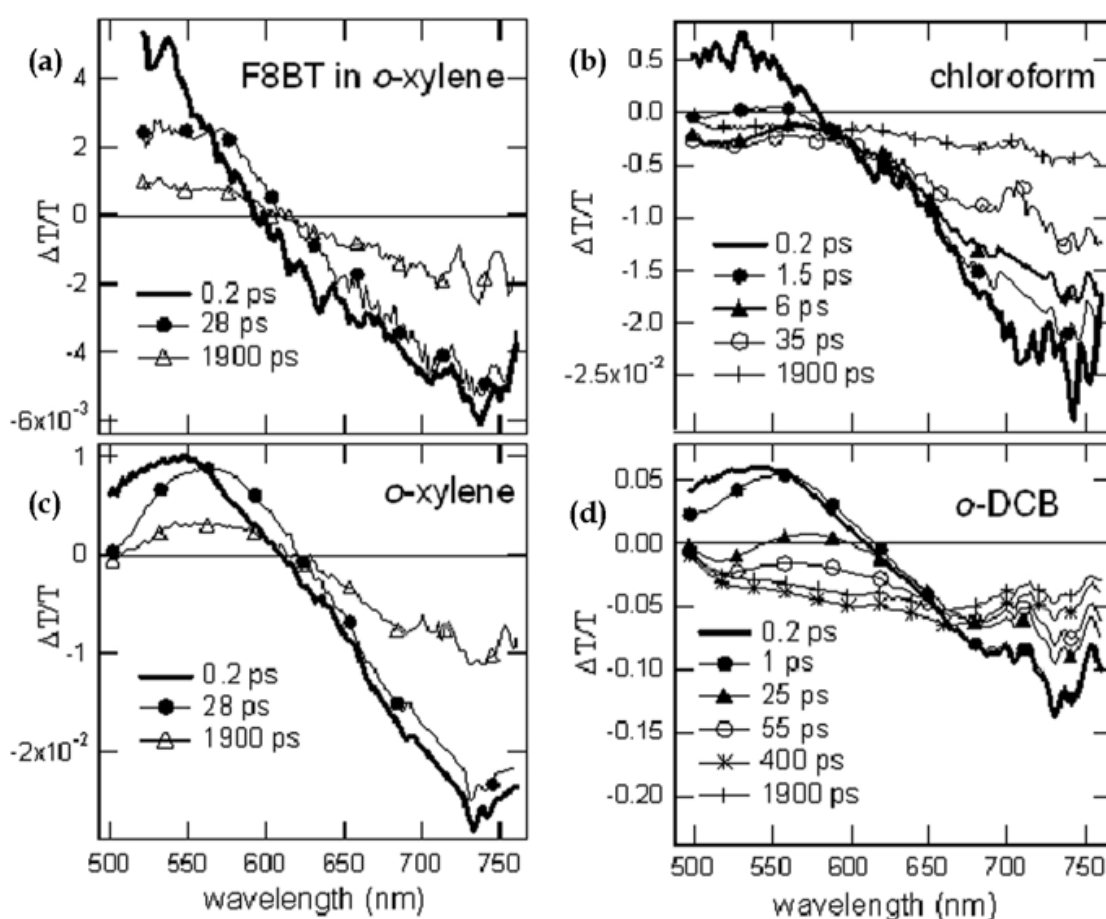 (a)
F8BT in o-xylene
4
2
0
-2
-4
-6x10⁻³
ΔT/T
0.2 ps
28 ps
1900 ps
(b)
chloroform
0.5
0.0
-0.5
-1.0
-1.5
-2.0
-2.5x10⁻²
ΔT/T
0.2 ps
1.5 ps
6 ps
35 ps
1900 ps
(c)
o-xylene
1
0
-1
-2x10⁻²
ΔT/T
0.2 ps
28 ps
1900 ps
500 550 600 650 700 750
wavelength (nm)
(d)
o-DCB
0.05
0.00
-0.05
-0.10
-0.15
-0.20
ΔT/T
0.2 ps
1 ps
25 ps
55 ps
400 ps
1900 ps
500 550 600 650 700 750
wavelength (nm)